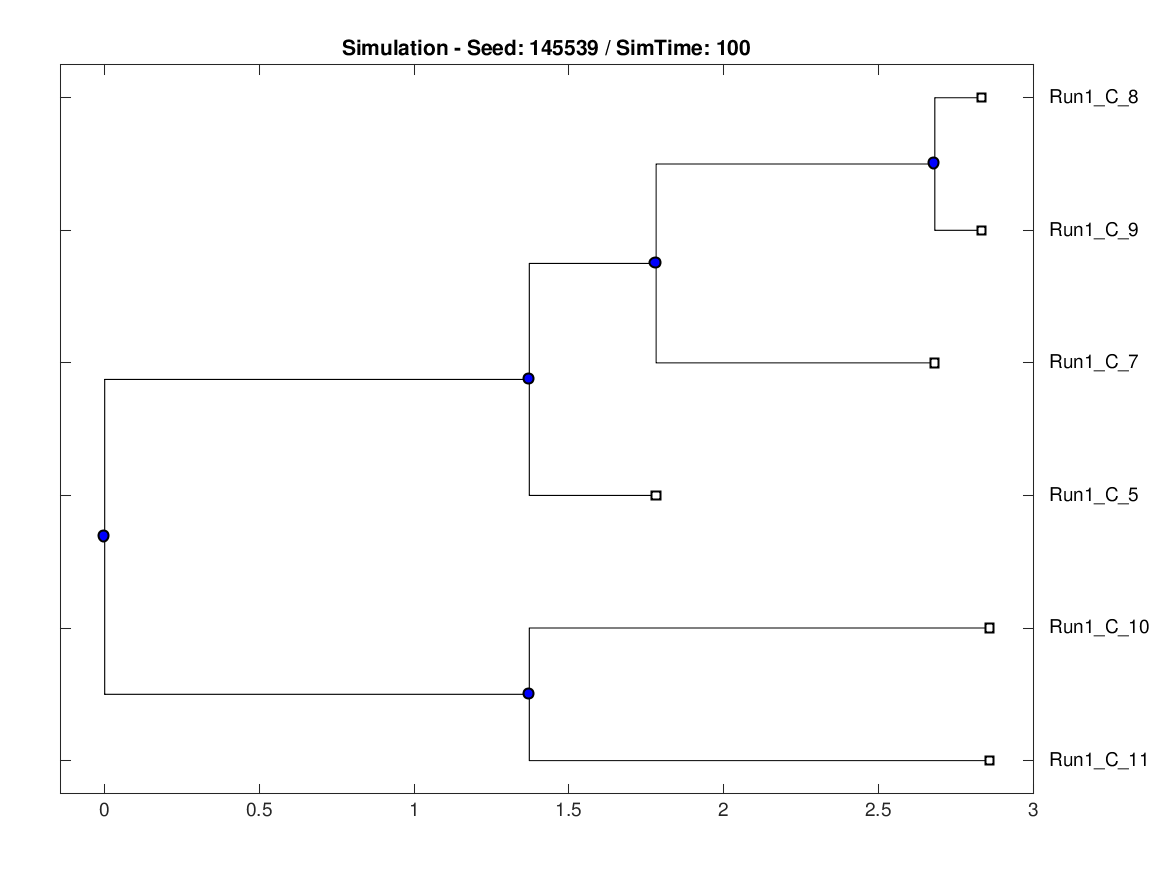 Simulation - Seed: 145539 / SimTime: 100
Run1_C_8
Run1_C_9
Run1_C_7
Run1_C_5
Run1_C_10
Run1_C_11
0 0.5 1 1.5 2 2.5 3